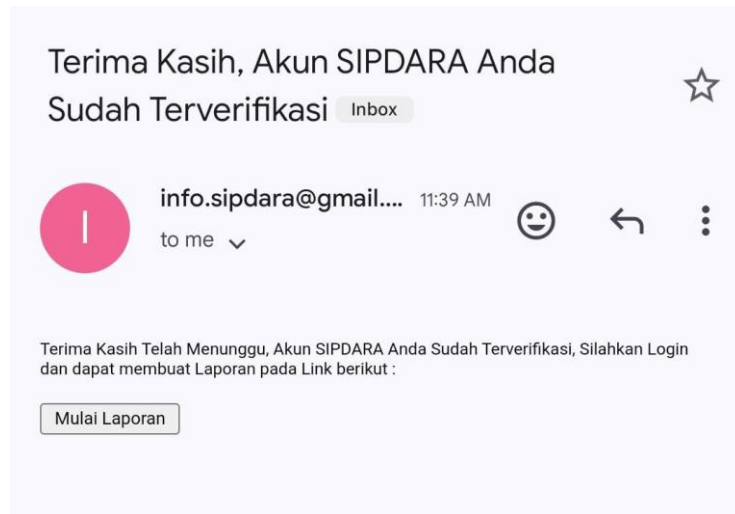 Terima Kasih, Akun SIPDARA Anda
Sudah Terverifikasi Inbox
I
info.sipdara@gmail.... 11:39 AM
to me
Terima Kasih Telah Menunggu, Akun SIPDARA Anda Sudah Terverifikasi, Silahkan Login
dan dapat membuat Laporan pada Link berikut :
Mulai Laporan